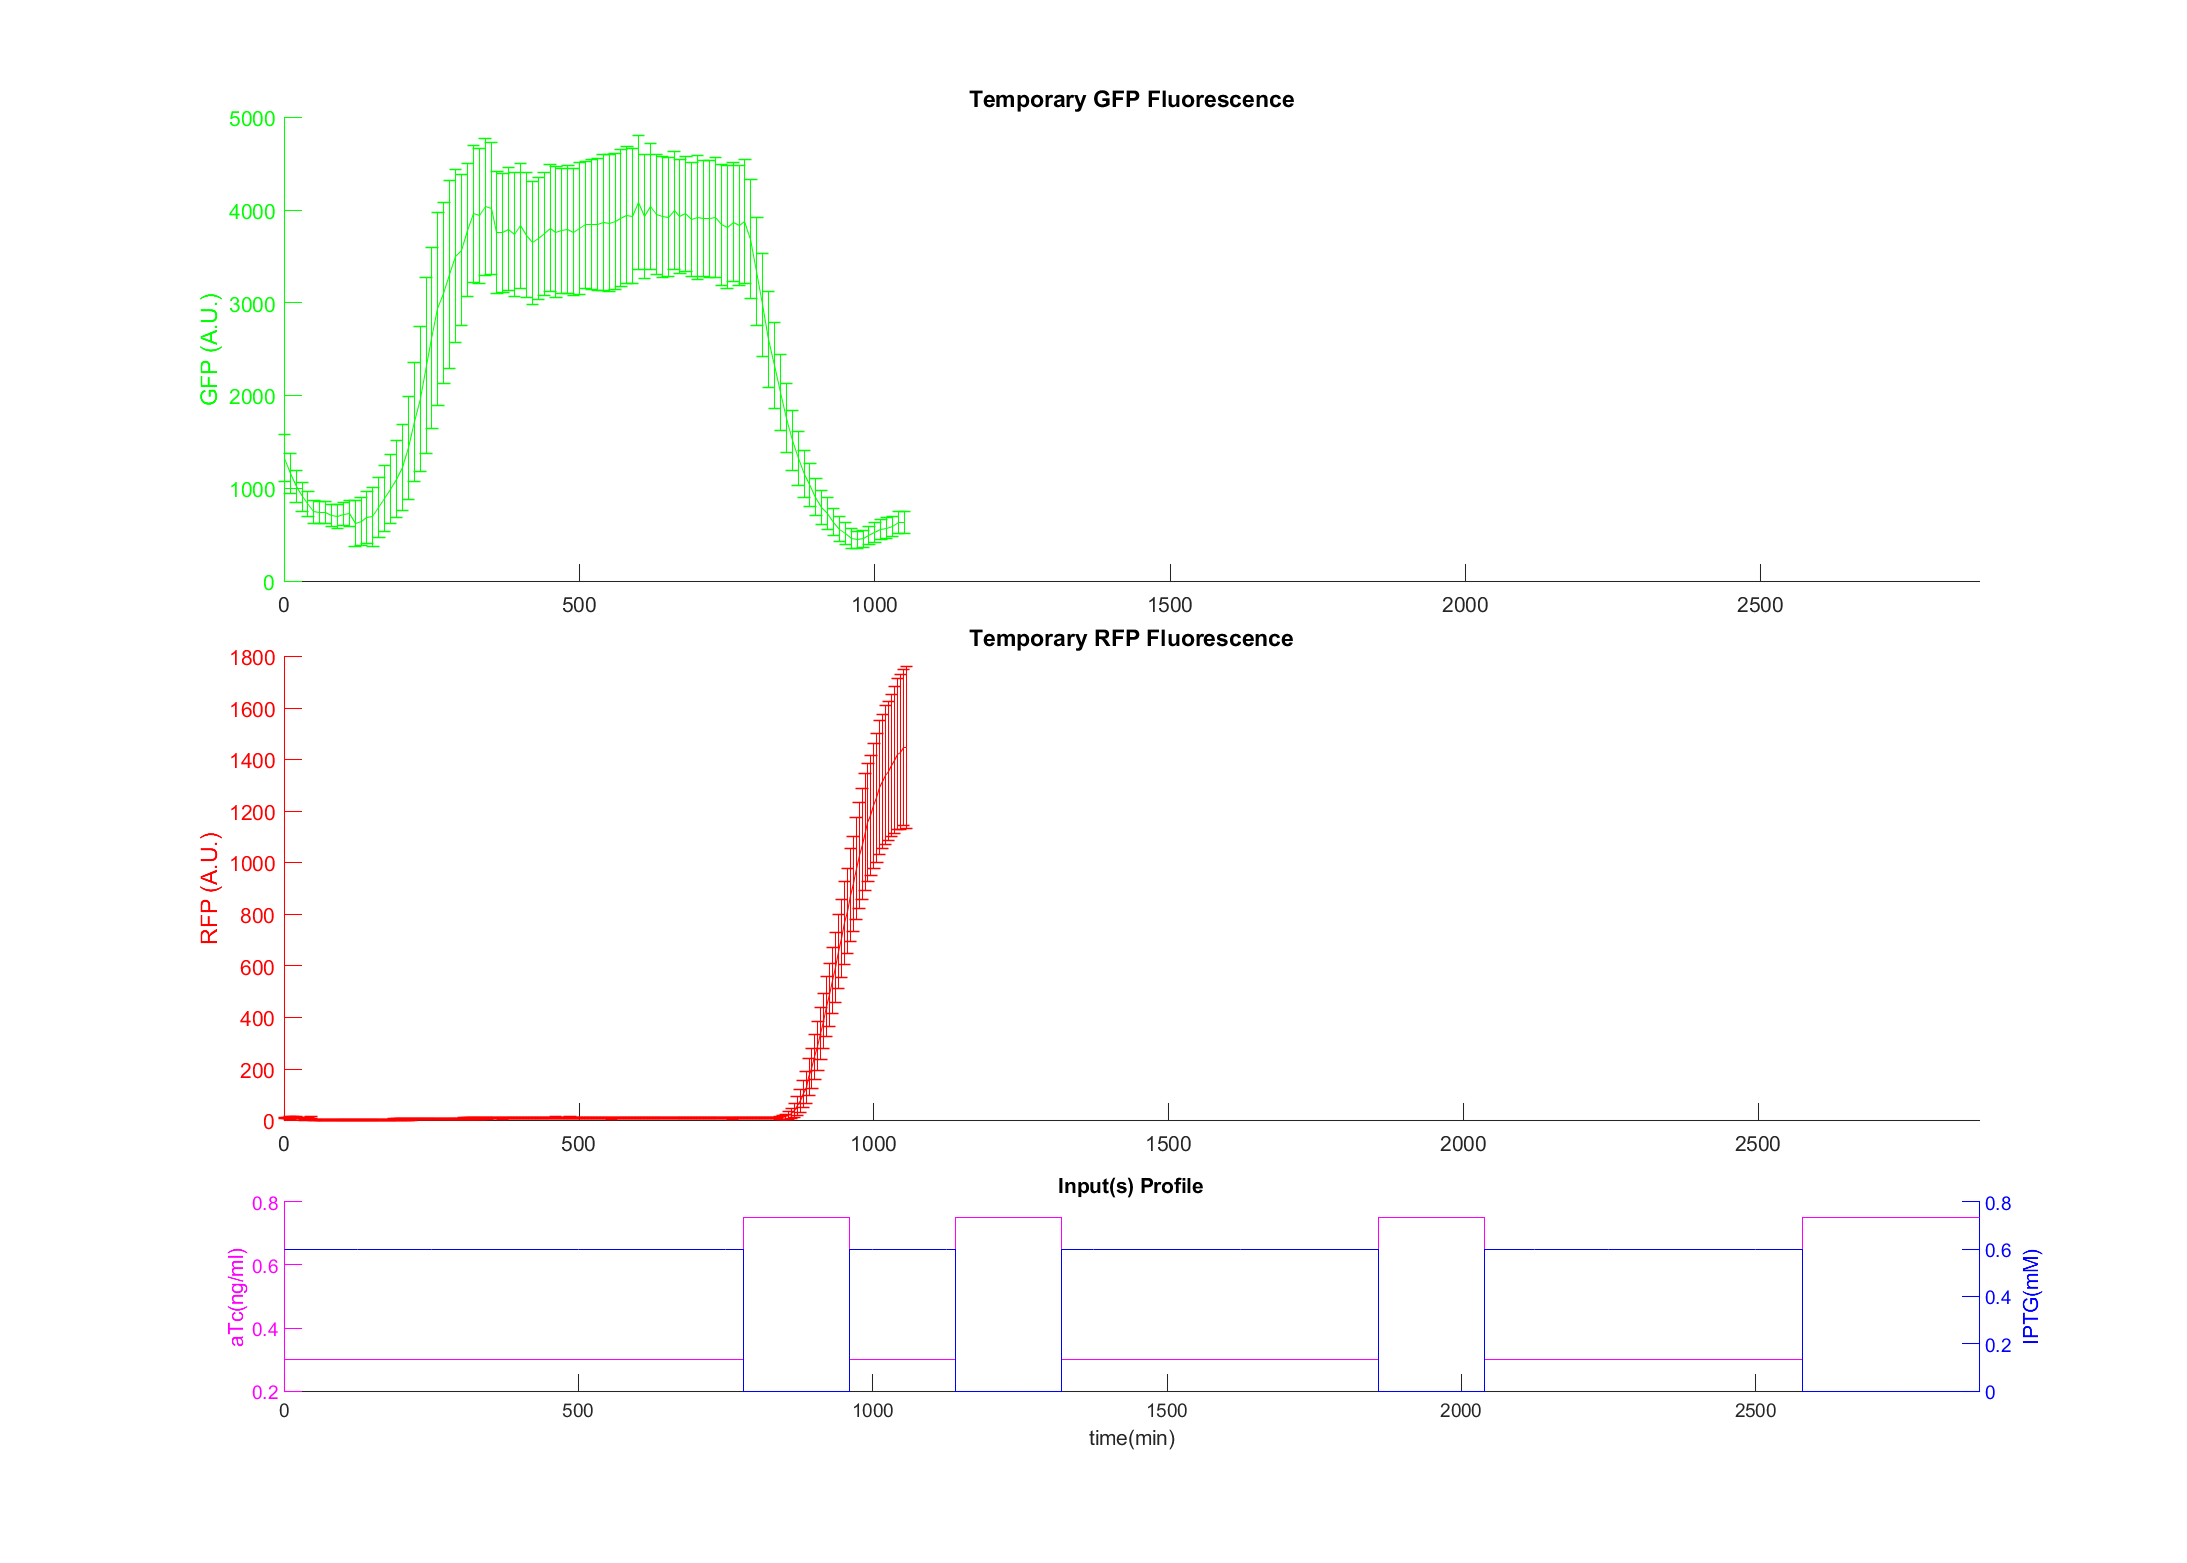 Temporary GFP Fluorescence
5000
4000
3000
2000
1000
0
GFP (A.U.)
0 500 1000 1500 2000 2500
Temporary RFP Fluorescence
1800
1600
1400
1200
1000
800
600
400
200
0
RFP (A.U.)
0 500 1000 1500 2000 2500
Input(s) Profile
0.8
0.6
0.4
0.2
aTc(ng/ml)
0.8
0.6
0.4
0.2
0
IPTG(mM)
0 500 1000 1500 2000 2500
time(min)